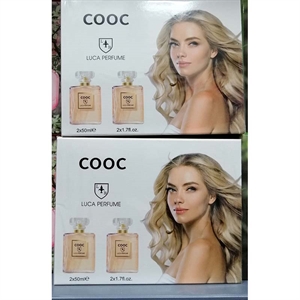 COOC
LUCA PERFUME
2x50ml℮
2x1.7fl.oz.
COOC
LUCA PERFUME
2x50ml℮
2x1.7fl.oz.